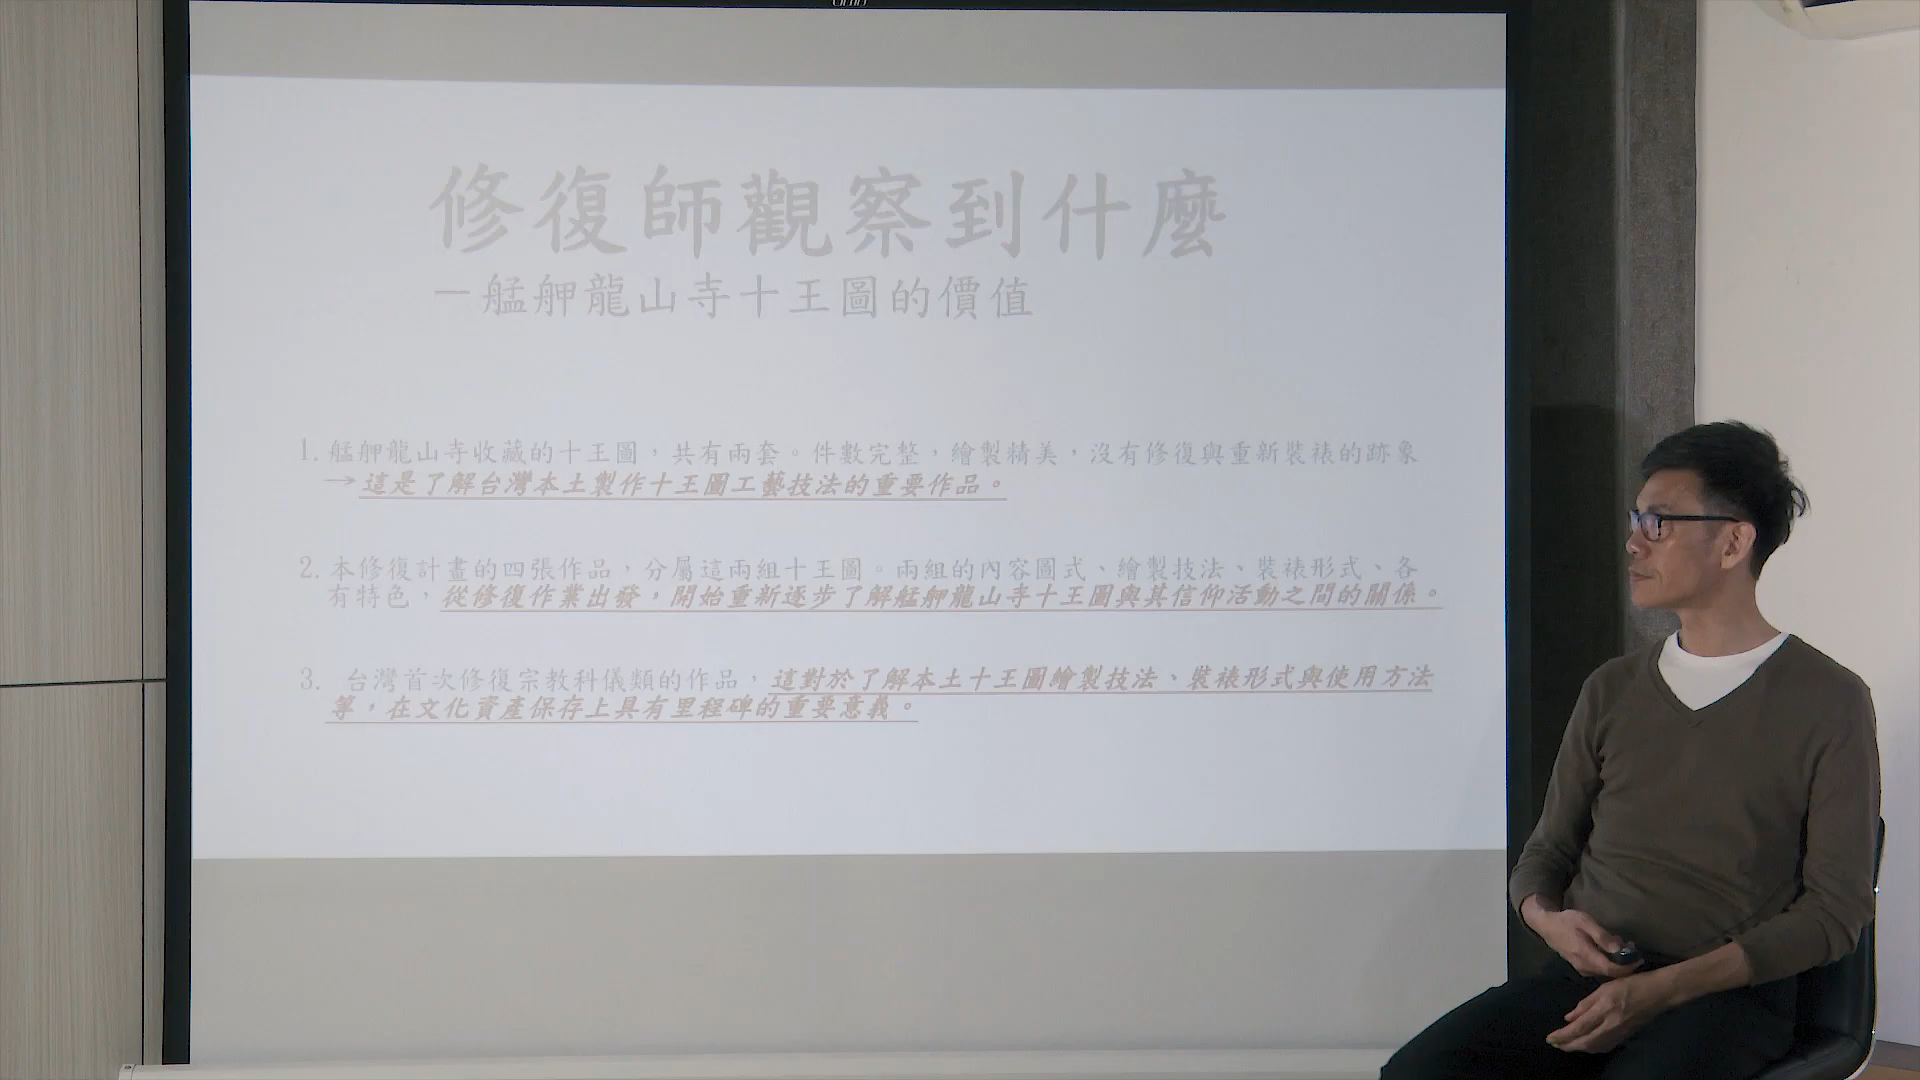 修復師觀察到什麼
－艋舺龍山寺十王圖的價值
1. 艋舺龍山寺收藏的十王圖，共有兩套。件數完整，繪製精美，沒有修復與重新裝裱的跡象
→這是了解台灣本土製作十王圖工藝技法的重要作品。
2. 本修復計畫的四張作品，分屬這兩組十王圖。兩組的內容圖式、繪製技法、裝裱形式、各
有特色，從修復作業出發，開始重新逐步了解艋舺龍山寺十王圖與其信仰活動之間的關係。
3. 台灣首次修復宗教科儀類的作品，這對於了解本土十王圖繪製技法、裝裱形式與使用方法
等，在文化資產保存上具有里程碑的重要意義。